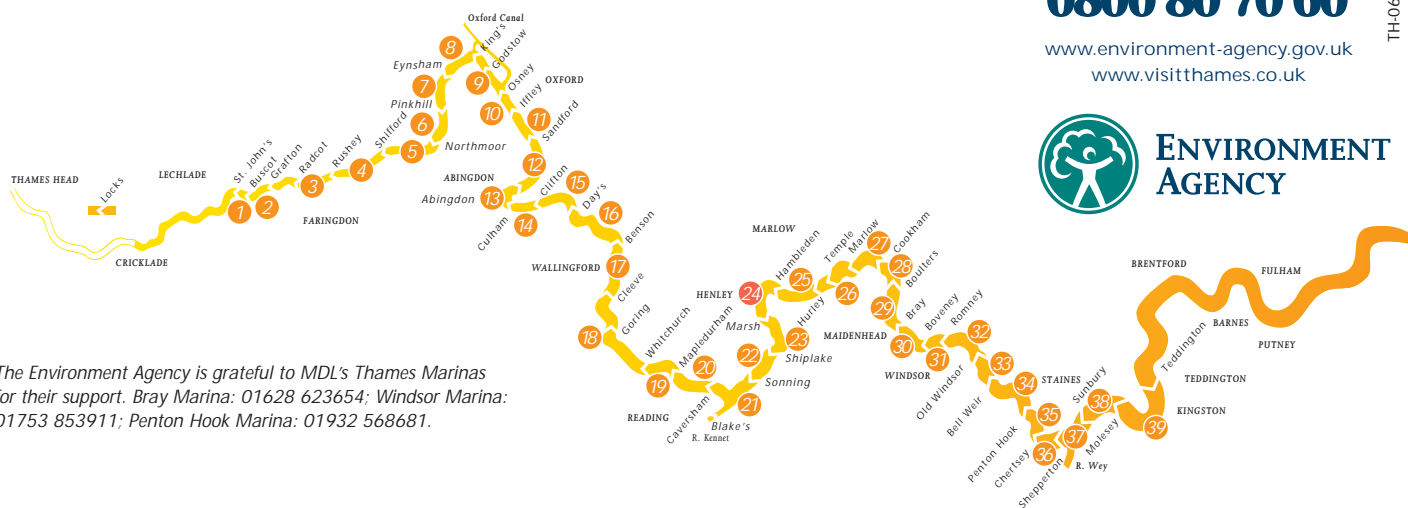 0800 80 70 60
www.environment-agency.gov.uk
www.visitthames.co.uk
TH-06
ENVIRONMENT
AGENCY
Oxford Canal
THAMES HEAD
Locks
CRICKLADE
LECHLADE
St. John's
1
Buscot
2
Grafton
Radcot
3
FARINGDON
Rushey
4
Shifford
5
Northmoor
6
Pinkhill
7
Eynsham
8
King's
9
Godstow
10
Osney
OXFORD
Iffley
11
Sandford
12
ABINGDON
Abingdon
13
Culham
14
Clifton
15
Day's
16
Benson
WALLINGFORD
17
Cleeve
18
Goring
Whitchurch
19
Mapledurham
20
READING
Caversham
21
Blake's
R. Kennet
Sonning
22
Shiplake
23
Marsh
HENLEY
24
Hambleden
25
MARLOW
Hurley
Temple
26
Marlow
27
Cookham
28
Boulters
29
MAIDENHEAD
Bray
30
Boveney
31
WINDSOR
Romney
32
Old Windsor
33
Bell Weir
34
STAINES
Penton Hook
35
Chertsey
36
Shepperton
37
R. Wey
Sunbury
38
Molesey
39
KINGSTON
TEDDINGTON
Teddington
BRENTFORD
FULHAM
BARNES
PUTNEY
The Environment Agency is grateful to MDL's Thames Marinas
for their support. Bray Marina: 01628 623654; Windsor Marina:
01753 853911; Penton Hook Marina: 01932 568681.